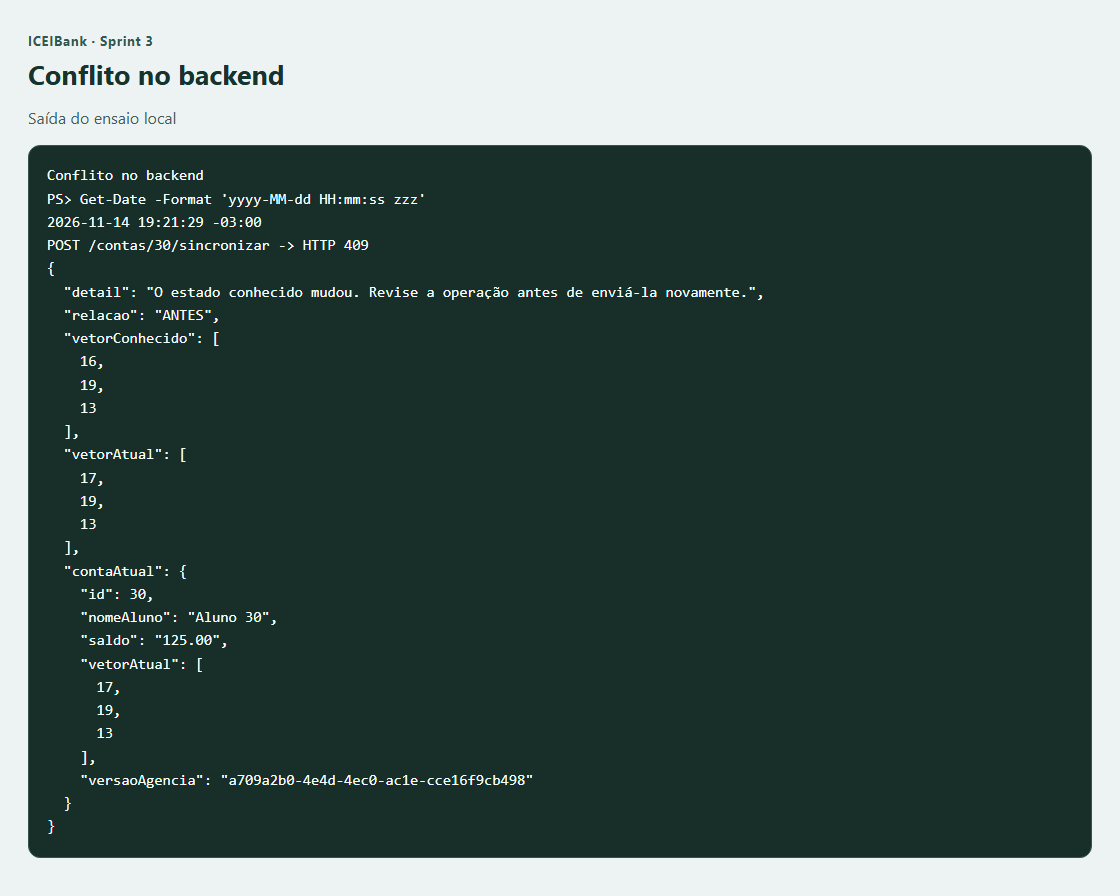 ICEIBank · Sprint 3
Conflito no backend
Saída do ensaio local
Conflito no backend
PS> Get-Date -Format 'yyyy-MM-dd HH:mm:ss zzz'
2026-11-14 19:21:29 -03:00
POST /contas/30/sincronizar -> HTTP 409
{
  "detail": "O estado conhecido mudou. Revise a operação antes de enviá-la novamente.",
  "relacao": "ANTES",
  "vetorConhecido": [
    16,
    19,
    13
  ],
  "vetorAtual": [
    17,
    19,
    13
  ],
  "contaAtual": {
    "id": 30,
    "nomeAluno": "Aluno 30",
    "saldo": "125.00",
    "vetorAtual": [
      17,
      19,
      13
    ],
    "versaoAgencia": "a709a2b0-4e4d-4ec0-ac1e-cce16f9cb498"
  }
}